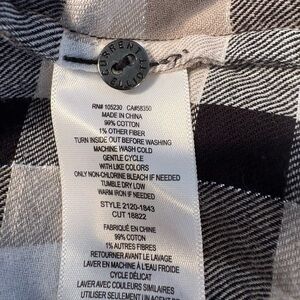 CURRENT
ELLIOTT
RN# 105230 CA#58350
MADE IN CHINA
99% COTTON
1% OTHER FIBER
TURN INSIDE OUT BEFORE WASHING
MACHINE WASH COLD
GENTLE CYCLE
WITH LIKE COLORS
ONLY NON-CHLORINE BLEACH IF NEEDED
TUMBLE DRY LOW
WARM IRON IF NEEDED
STYLE 2120-1843
CUT 18822
FABRIQUÉ EN CHINE
99% COTON
1% AUTRES FIBRES
RETOURNER AVANT LE LAVAGE
LAVER EN MACHINE À L'EAU FROIDE
CYCLE DÉLICAT
LAVER AVEC COULEURS SIMILAIRES
UTILISER SEULEMENT UN AGENT